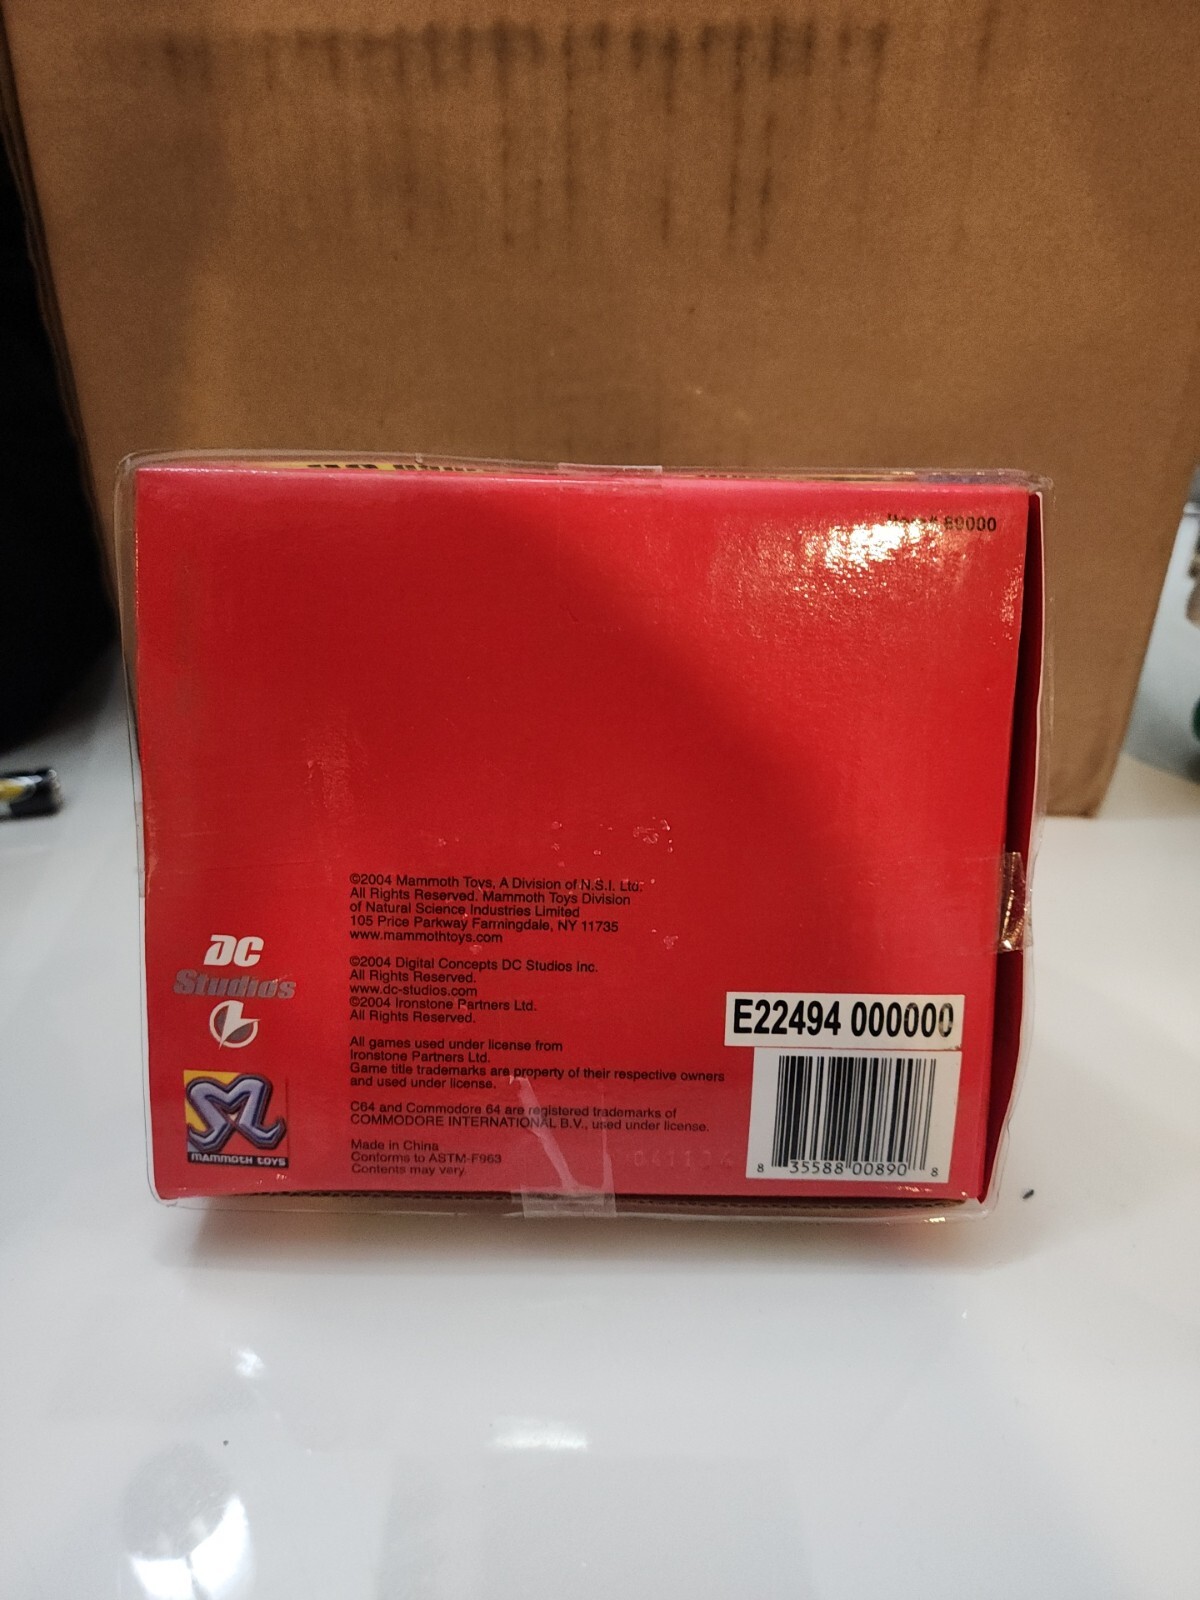 89000
©2004 Mammoth Toys, A Division of N.S.I. Ltd.
All Rights Reserved. Mammoth Toys Division
of Natural Science Industries Limited
105 Price Parkway Farmingdale, NY 11735
www.mammothtoys.com
©2004 Digital Concepts DC Studios Inc.
All Rights Reserved.
www.dc-studios.com
©2004 Ironstone Partners Ltd.
All Rights Reserved.
All games used under license from
Ironstone Partners Ltd.
Game title trademarks are property of their respective owners
and used under license.
C64 and Commodore 64 are registered trademarks of
COMMODORE INTERNATIONAL B.V., used under license.
Made in China
Conforms to ASTM-F963
Contents may vary.
DC
Studios
MAMMOTH TOYS
E22494 000000
8 35588 00890 8